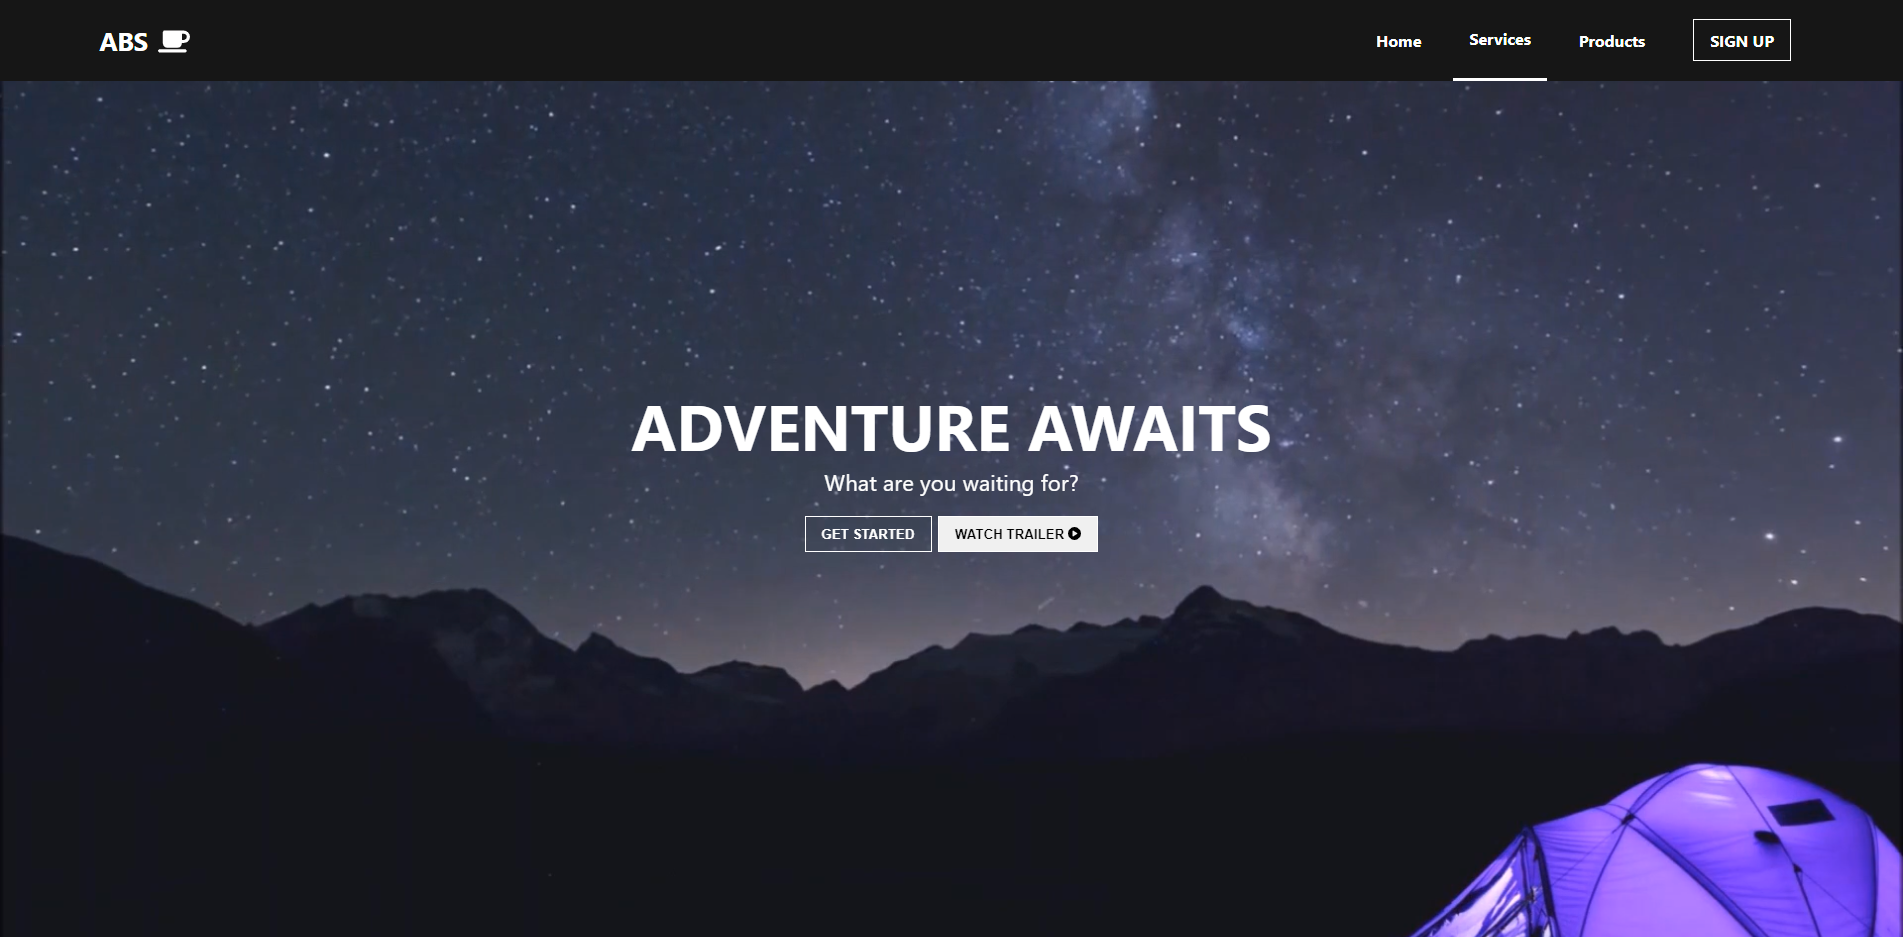 ABS
Home Services Products SIGN UP
ADVENTURE AWAITS
What are you waiting for?
GET STARTED WATCH TRAILER